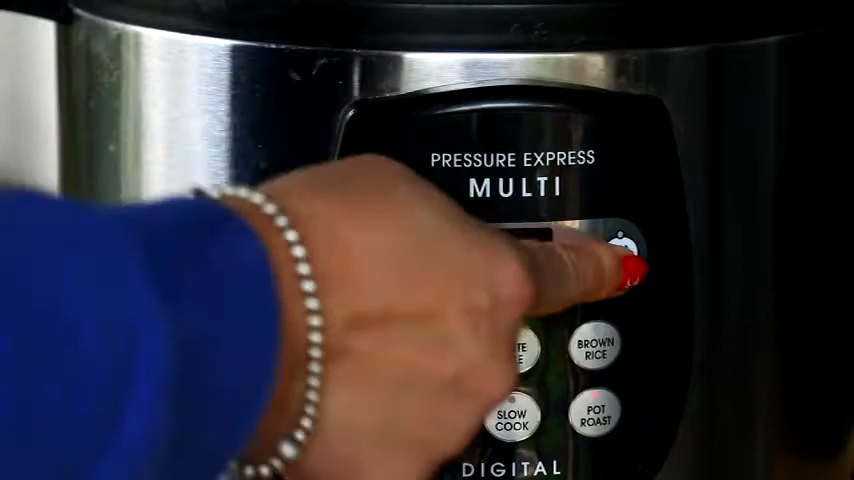 PRESSURE EXPRESS
MULTI
BROWN
RICE
SLOW
COOK
POT
ROAST
DIGITAL